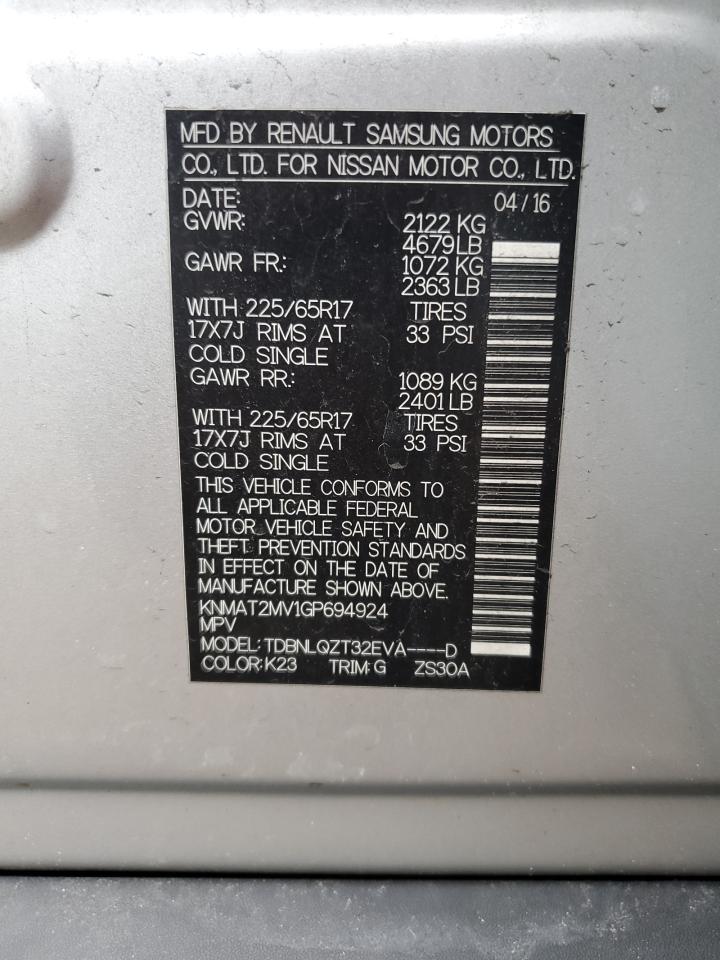 MFD BY RENAULT SAMSUNG MOTORS
CO., LTD. FOR NISSAN MOTOR CO., LTD.
DATE: 04 / 16
GVWR: 2122 KG
4679 LB
GAWR FR.: 1072 KG
2363 LB
WITH 225/65R17 TIRES
17X7J RIMS AT 33 PSI
COLD SINGLE
GAWR RR.: 1089 KG
2401 LB
WITH 225/65R17 TIRES
17X7J RIMS AT 33 PSI
COLD SINGLE
THIS VEHICLE CONFORMS TO
ALL APPLICABLE FEDERAL
MOTOR VEHICLE SAFETY AND
THEFT PREVENTION STANDARDS
IN EFFECT ON THE DATE OF
MANUFACTURE SHOWN ABOVE.
KNMAT2MV1GP694924
MPV
MODEL: TDBNLQZT32EVA----D
COLOR: K23 TRIM: G ZS30A